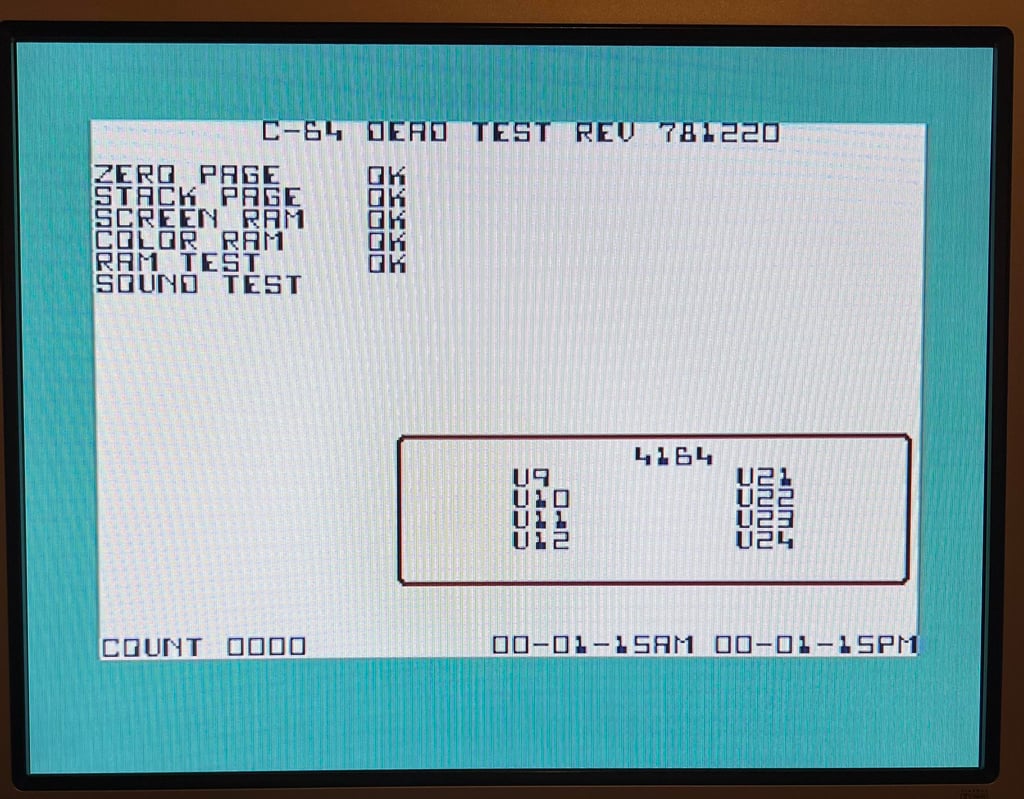 C-64 DEAD TEST REV 781220
ZERO PAGE OK
STACK PAGE OK
SCREEN RAM OK
COLOR RAM OK
RAM TEST OK
SOUND TEST
4164
U9 U21
U10 U22
U11 U23
U12 U24
COUNT 0000 00-01-15AM 00-01-15PM